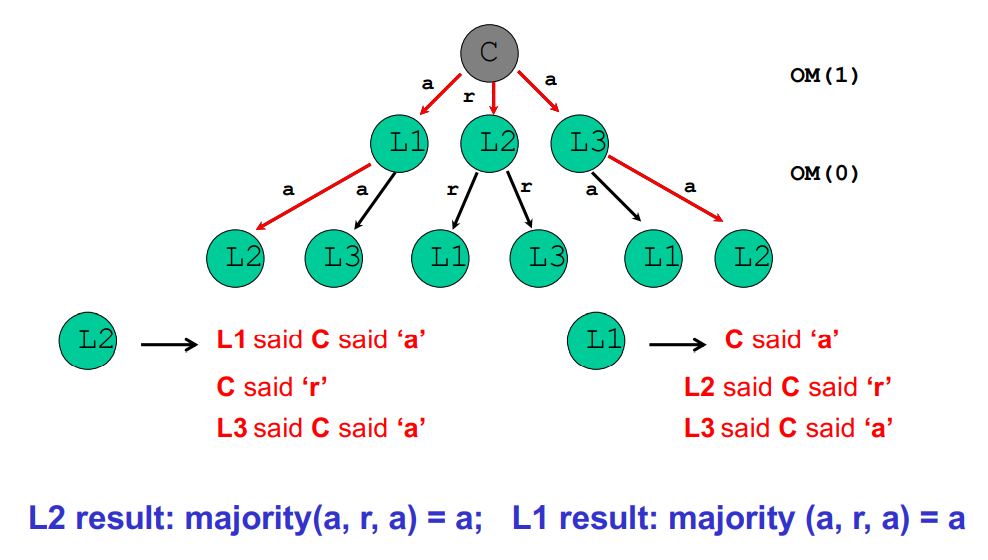 C
OM(1)
a
r
a
L1
L2
L3
OM(0)
a
a
r
r
a
a
L2
L3
L1
L3
L1
L2
L2
L1 said C said ‘a’
C said ‘r’
L3 said C said ‘a’
L1
C said ‘a’
L2 said C said ‘r’
L3 said C said ‘a’
L2 result: majority(a, r, a) = a; L1 result: majority (a, r, a) = a